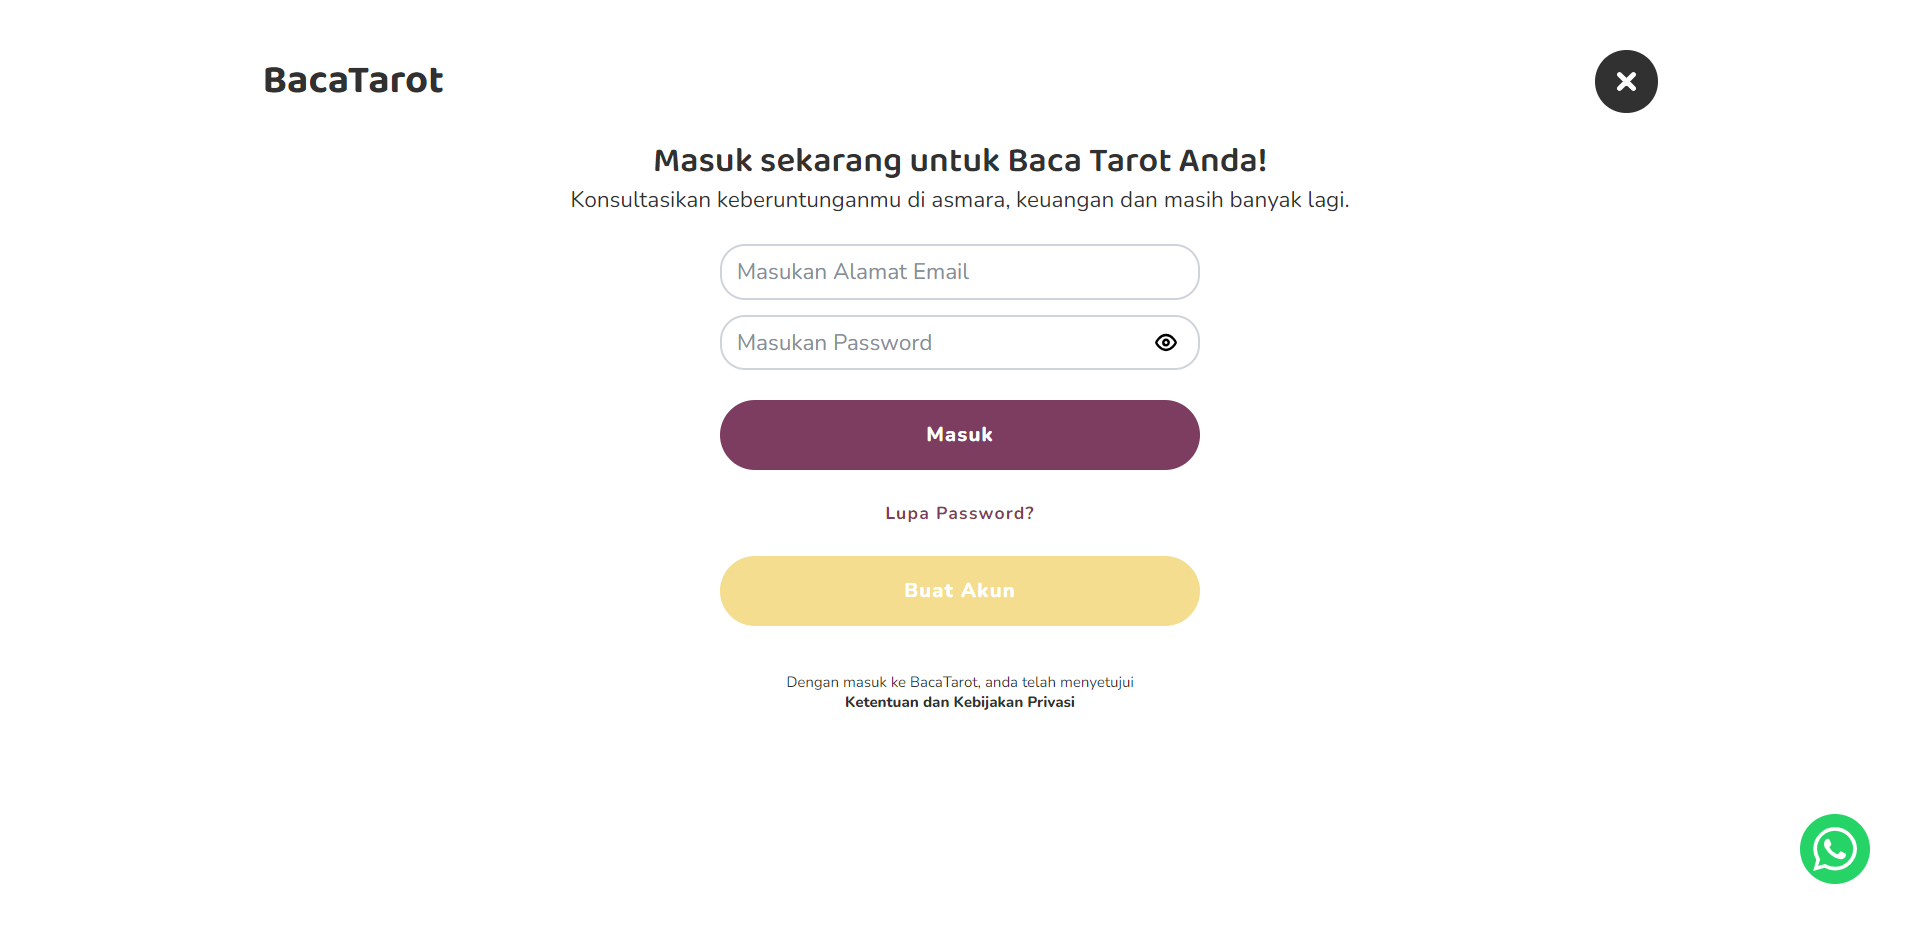 BacaTarot
Masuk sekarang untuk Baca Tarot Anda!
Konsultasikan keberuntunganmu di asmara, keuangan dan masih banyak lagi.
Masukan Alamat Email
Masukan Password
Masuk
Lupa Password?
Buat Akun
Dengan masuk ke BacaTarot, anda telah menyetujui
Ketentuan dan Kebijakan Privasi